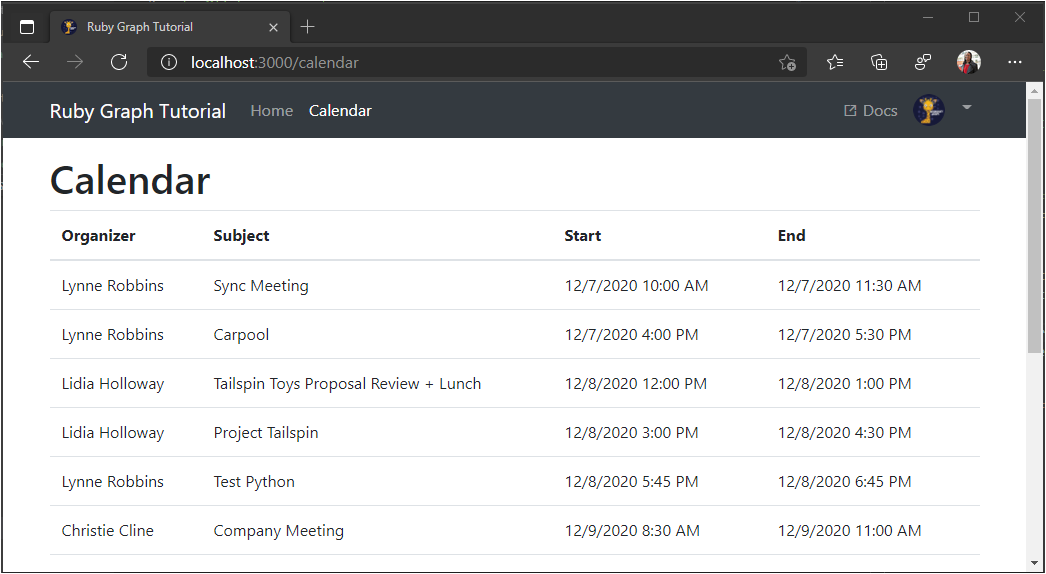 Ruby Graph Tutorial
localhost:3000/calendar
Ruby Graph Tutorial Home Calendar Docs
Calendar
Organizer Subject Start End
Lynne Robbins Sync Meeting 12/7/2020 10:00 AM 12/7/2020 11:30 AM
Lynne Robbins Carpool 12/7/2020 4:00 PM 12/7/2020 5:30 PM
Lidia Holloway Tailspin Toys Proposal Review + Lunch 12/8/2020 12:00 PM 12/8/2020 1:00 PM
Lidia Holloway Project Tailspin 12/8/2020 3:00 PM 12/8/2020 4:30 PM
Lynne Robbins Test Python 12/8/2020 5:45 PM 12/8/2020 6:45 PM
Christie Cline Company Meeting 12/9/2020 8:30 AM 12/9/2020 11:00 AM